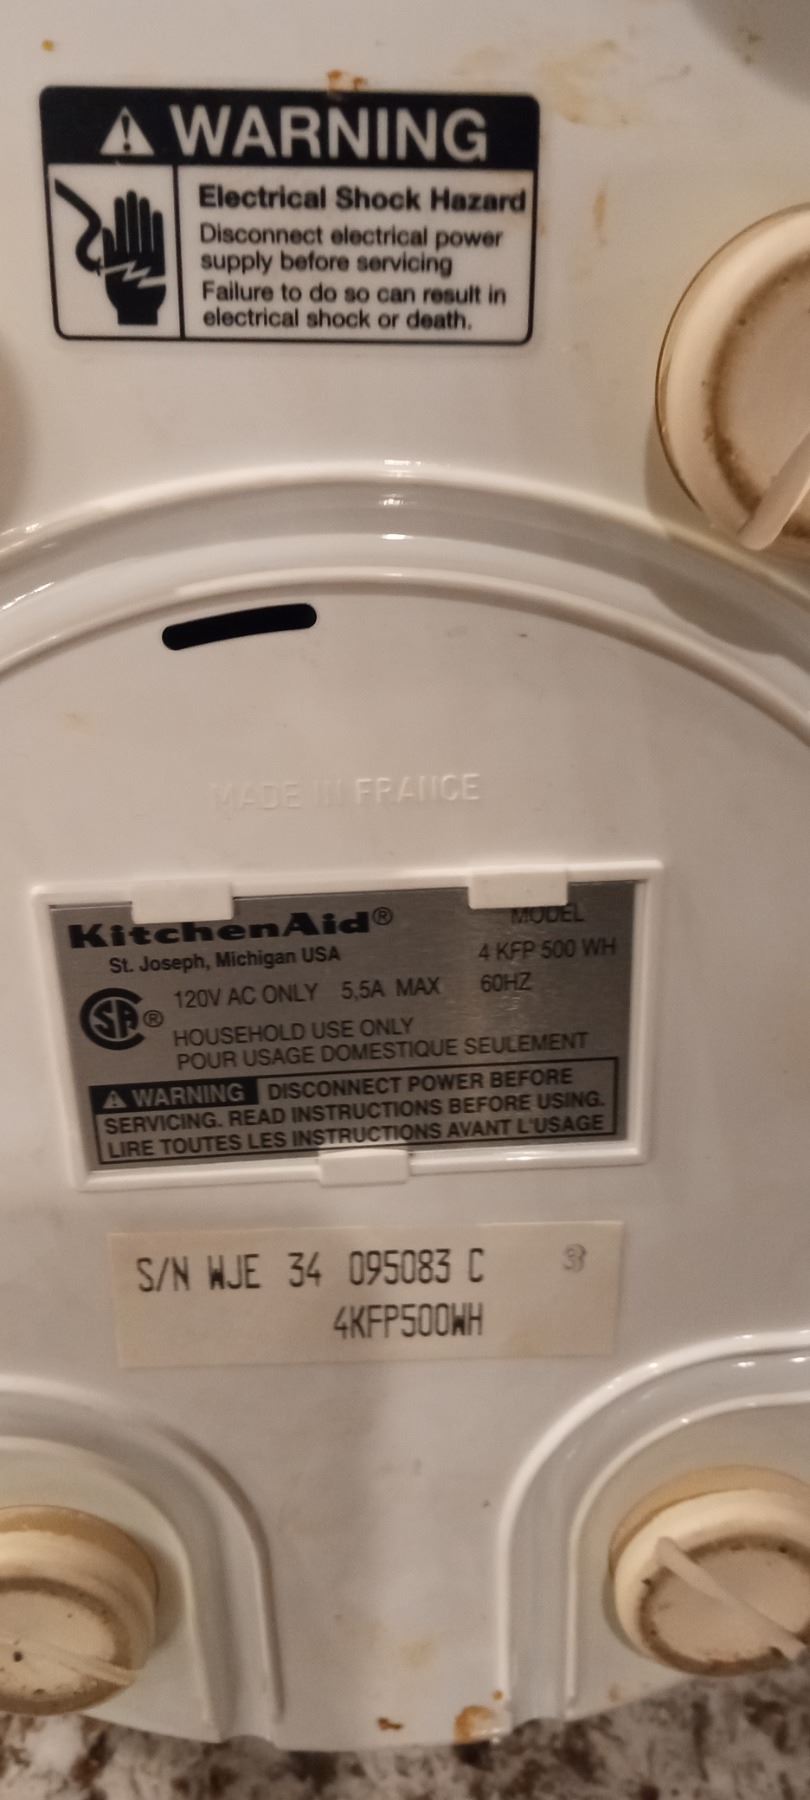 WARNING
Electrical Shock Hazard
Disconnect electrical power
supply before servicing
Failure to do so can result in
electrical shock or death.
MADE IN FRANCE
KitchenAid®
St. Joseph, Michigan USA
MODEL
4 KFP 500 WH
120V AC ONLY 5,5A MAX 60HZ
HOUSEHOLD USE ONLY
POUR USAGE DOMESTIQUE SEULEMENT
WARNING DISCONNECT POWER BEFORE
SERVICING. READ INSTRUCTIONS BEFORE USING.
LIRE TOUTES LES INSTRUCTIONS AVANT L'USAGE
S/N WJE 34 095083 C
4KFP500WH